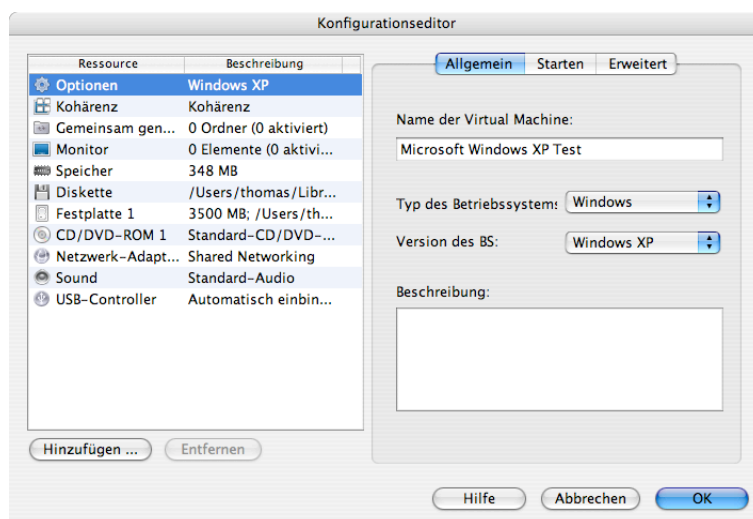 Konfigurationseditor
Ressource Beschreibung
Optionen Windows XP
Kohärenz Kohärenz
Gemeinsam gen... 0 Ordner (0 aktiviert)
Monitor 0 Elemente (0 aktivi...
Speicher 348 MB
Diskette /Users/thomas/Libr...
Festplatte 1 3500 MB; /Users/th...
CD/DVD-ROM 1 Standard-CD/DVD-...
Netzwerk-Adapt... Shared Networking
Sound Standard-Audio
USB-Controller Automatisch einbin...
Hinzufügen ... Entfernen
Allgemein Starten Erweitert
Name der Virtual Machine:
Microsoft Windows XP Test
Typ des Betriebssystems Windows
Version des BS: Windows XP
Beschreibung:
Hilfe Abbrechen OK